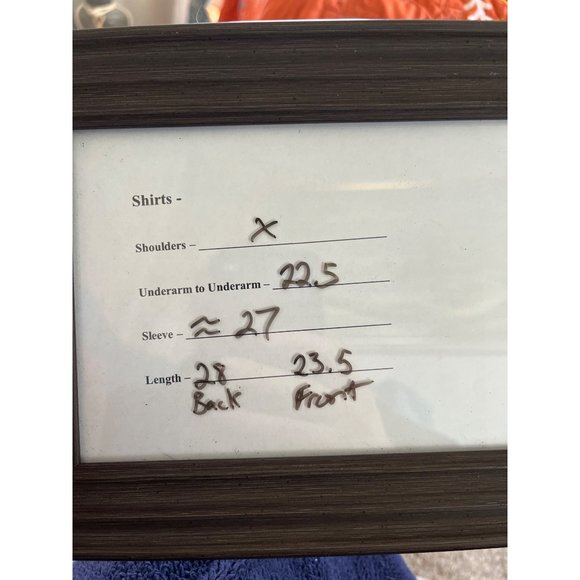 Shirts -
Shoulders – X
Underarm to Underarm – 22.5
Sleeve – ≈ 27
Length – 28 23.5
Back Front